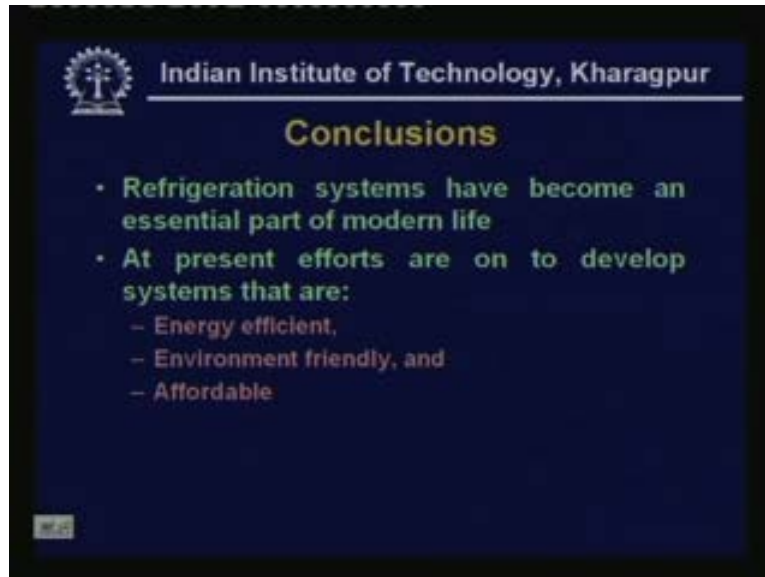 Indian Institute of Technology, Kharagpur
Conclusions
• Refrigeration systems have become an
essential part of modern life
• At present efforts are on to develop
systems that are:
– Energy efficient,
– Environment friendly, and
– Affordable